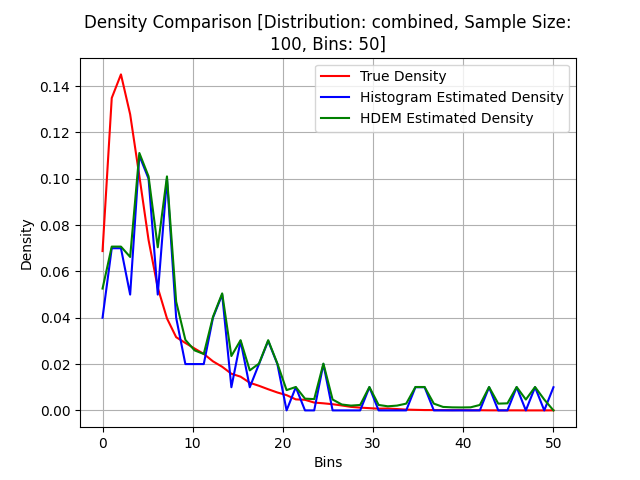 Density Comparison [Distribution: combined, Sample Size:
100, Bins: 50]
True Density
Histogram Estimated Density
HDEM Estimated Density
Density
0.14
0.12
0.10
0.08
0.06
0.04
0.02
0.00
0 10 20 30 40 50
Bins